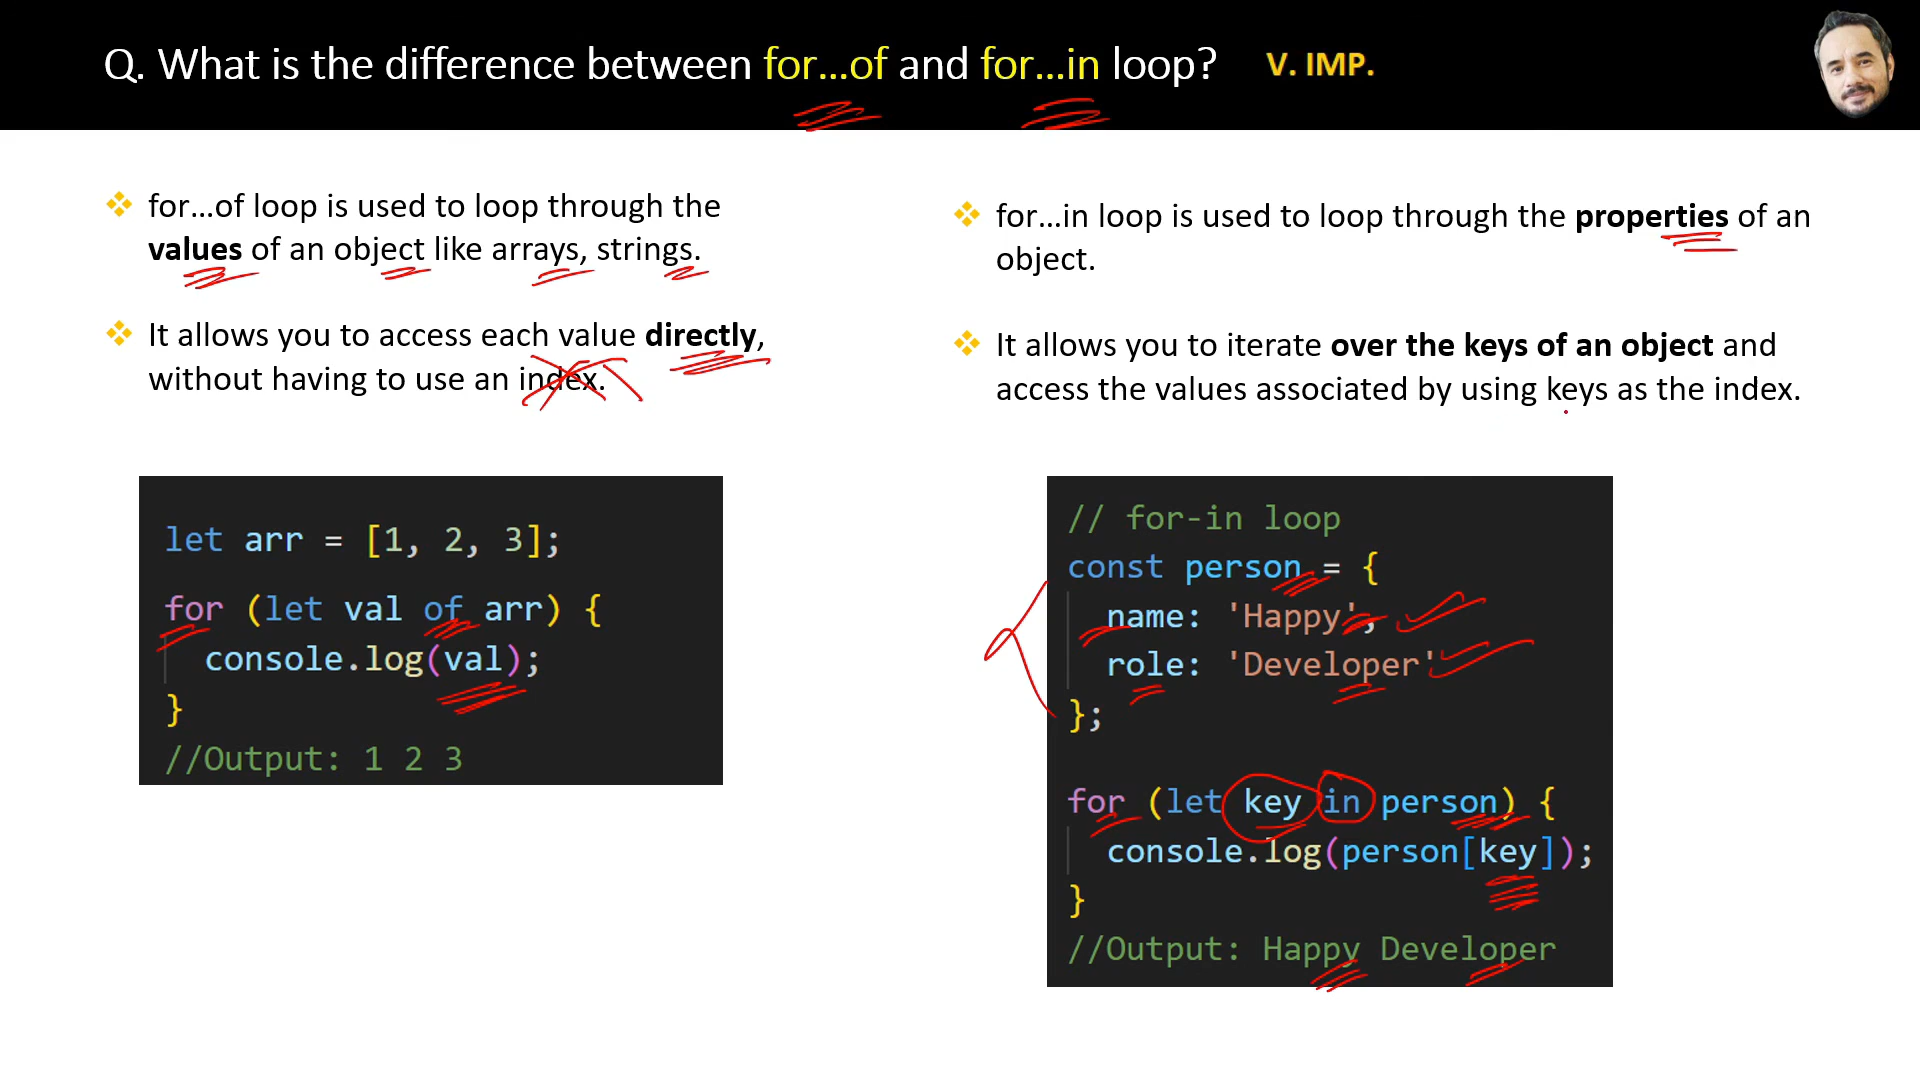 Q. What is the difference between for…of and for…in loop? V. IMP.
❖ for…of loop is used to loop through the
values of an object like arrays, strings.
❖ It allows you to access each value directly,
without having to use an index.
let arr = [1, 2, 3];
for (let val of arr) {
console.log(val);
}
//Output: 1 2 3
❖ for…in loop is used to loop through the properties of an
object.
❖ It allows you to iterate over the keys of an object and
access the values associated by using keys as the index.
// for-in loop
const person = {
name: 'Happy',
role: 'Developer'
};
for (let key in person) {
console.log(person[key]);
}
//Output: Happy Developer